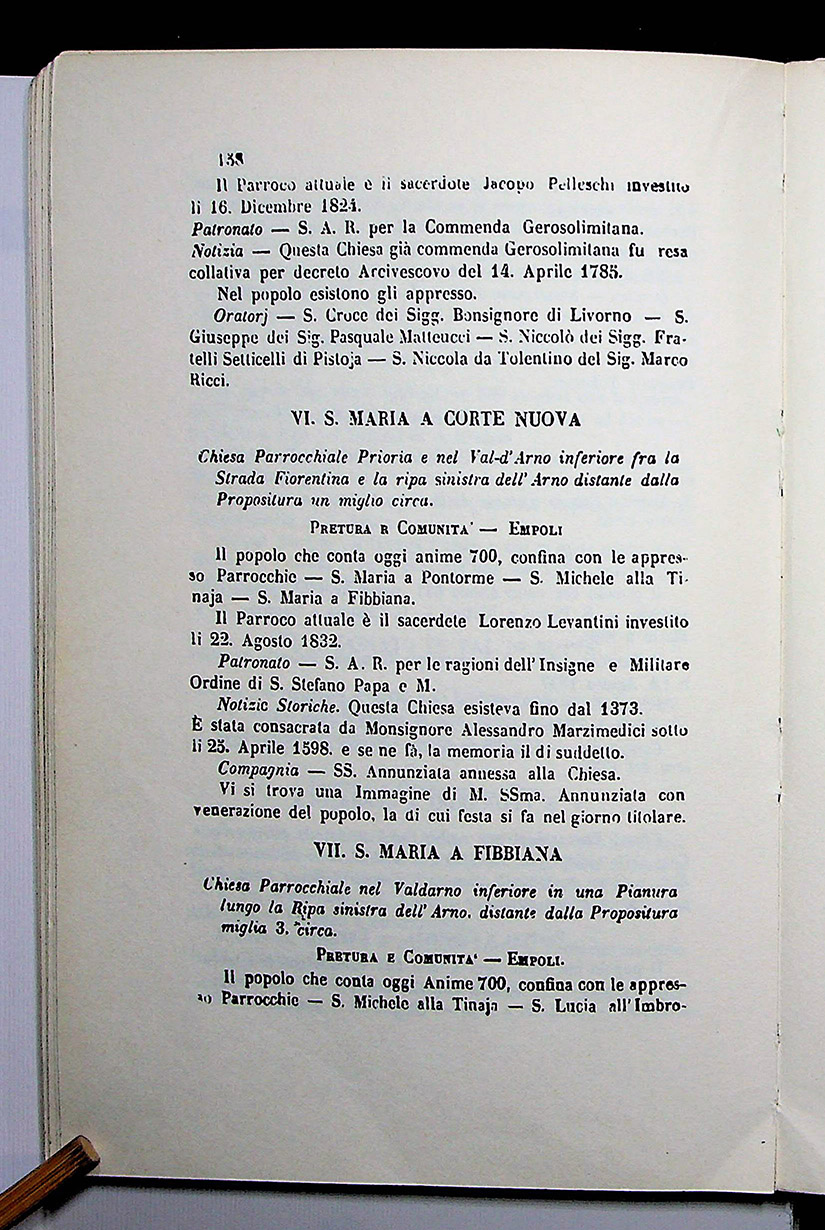 158
Il Parroco attuale è il sacerdote Jacopo Pelleschi investito
li 16. Dicembre 1824.
Patronato — S. A. R. per la Commenda Gerosolimitana.
Notizia — Questa Chiesa già commenda Gerosolimitana fu resa
collativa per decreto Arcivescovo del 14. Aprile 1785.
Nel popolo esistono gli appresso.
Oratorj — S. Croce dei Sigg. Bonsignore di Livorno — S.
Giuseppe dei Sig. Pasquale Matteucci — S. Niccolò dei Sigg. Fra-
telli Setticelli di Pistoja — S. Niccola da Tolentino del Sig. Marco
Ricci.
VI. S. MARIA A CORTE NUOVA
Chiesa Parrocchiale Prioria e nel Val-d'Arno inferiore fra la
Strada Fiorentina e la ripa sinistra dell'Arno distante dalla
Propositura un miglio circa.
PRETURA R COMUNITA' — EMPOLI
Il popolo che conta oggi anime 700, confina con le appres-
so Parrocchie — S. Maria a Pontorme — S. Michele alla Ti-
naja — S. Maria a Fibbiana.
Il Parroco attuale è il sacerdote Lorenzo Levantini investito
li 22. Agosto 1832.
Patronato — S. A. R. per le ragioni dell'Insigne e Militare
Ordine di S. Stefano Papa e M.
Notizie Storiche. Questa Chiesa esisteva fino dal 1373.
È stata consacrata da Monsignore Alessandro Marzimedici sotto
li 25. Aprile 1598. e se ne fà, la memoria il di suddetto.
Compagnia — SS. Annunziata annessa alla Chiesa.
Vi si trova una Immagine di M. SSma. Annunziata con
venerazione del popolo, la di cui festa si fa nel giorno titolare.
VII. S. MARIA A FIBBIANA
Chiesa Parrocchiale nel Valdarno inferiore in una Pianura
lungo la Ripa sinistra dell'Arno. distante dalla Propositura
miglia 3. circa.
PRETURA E COMUNITA' — EMPOLI.
Il popolo che conta oggi Anime 700, confina con le appres-
so Parrocchie — S. Michele alla Tinaja — S. Lucia all'Imbro-